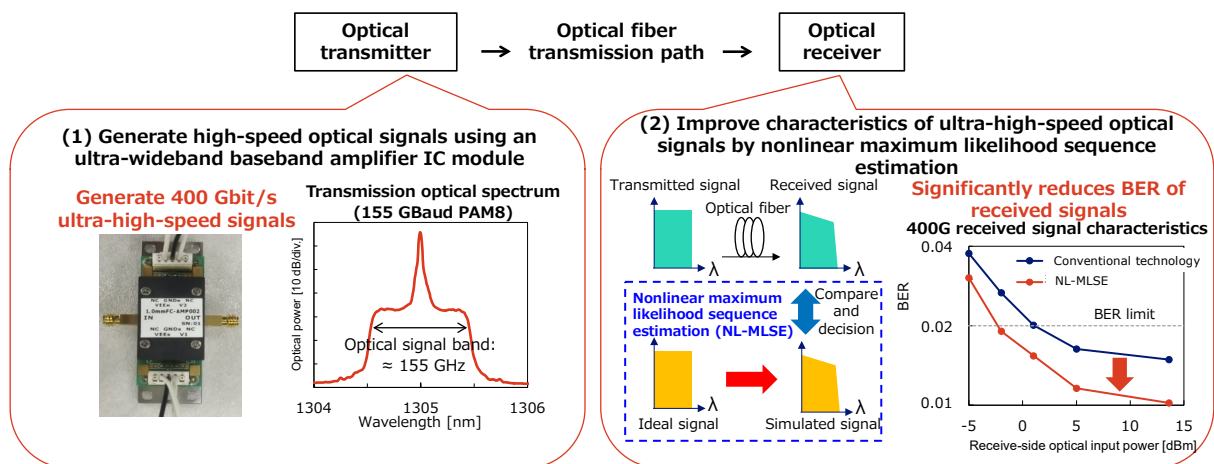 Optical
transmitter
→
Optical fiber
transmission path
→
Optical
receiver
(1) Generate high-speed optical signals using an
ultra-wideband baseband amplifier IC module
Generate 400 Gbit/s
ultra-high-speed signals
NC GNDs NC
VEEs V2
1.0mmFC-AMP002
IN OUT
SN:01
NC GNDs NC
VEEs V1
Transmission optical spectrum
(155 GBaud PAM8)
Optical power [10 dB/div.]
Optical signal band:
≈ 155 GHz
1304 1305 1306
Wavelength [nm]
(2) Improve characteristics of ultra-high-speed optical
signals by nonlinear maximum likelihood sequence
estimation
Transmitted signal
Received signal
Optical fiber
λ
λ
Nonlinear maximum
likelihood sequence
estimation (NL-MLSE)
Compare
and
decision
λ
λ
Ideal signal
Simulated signal
Significantly reduces BER of
received signals
400G received signal characteristics
0.04
Conventional technology
NL-MLSE
BER
BER limit
0.02
0.01
-5 0 5 10 15
Receive-side optical input power [dBm]